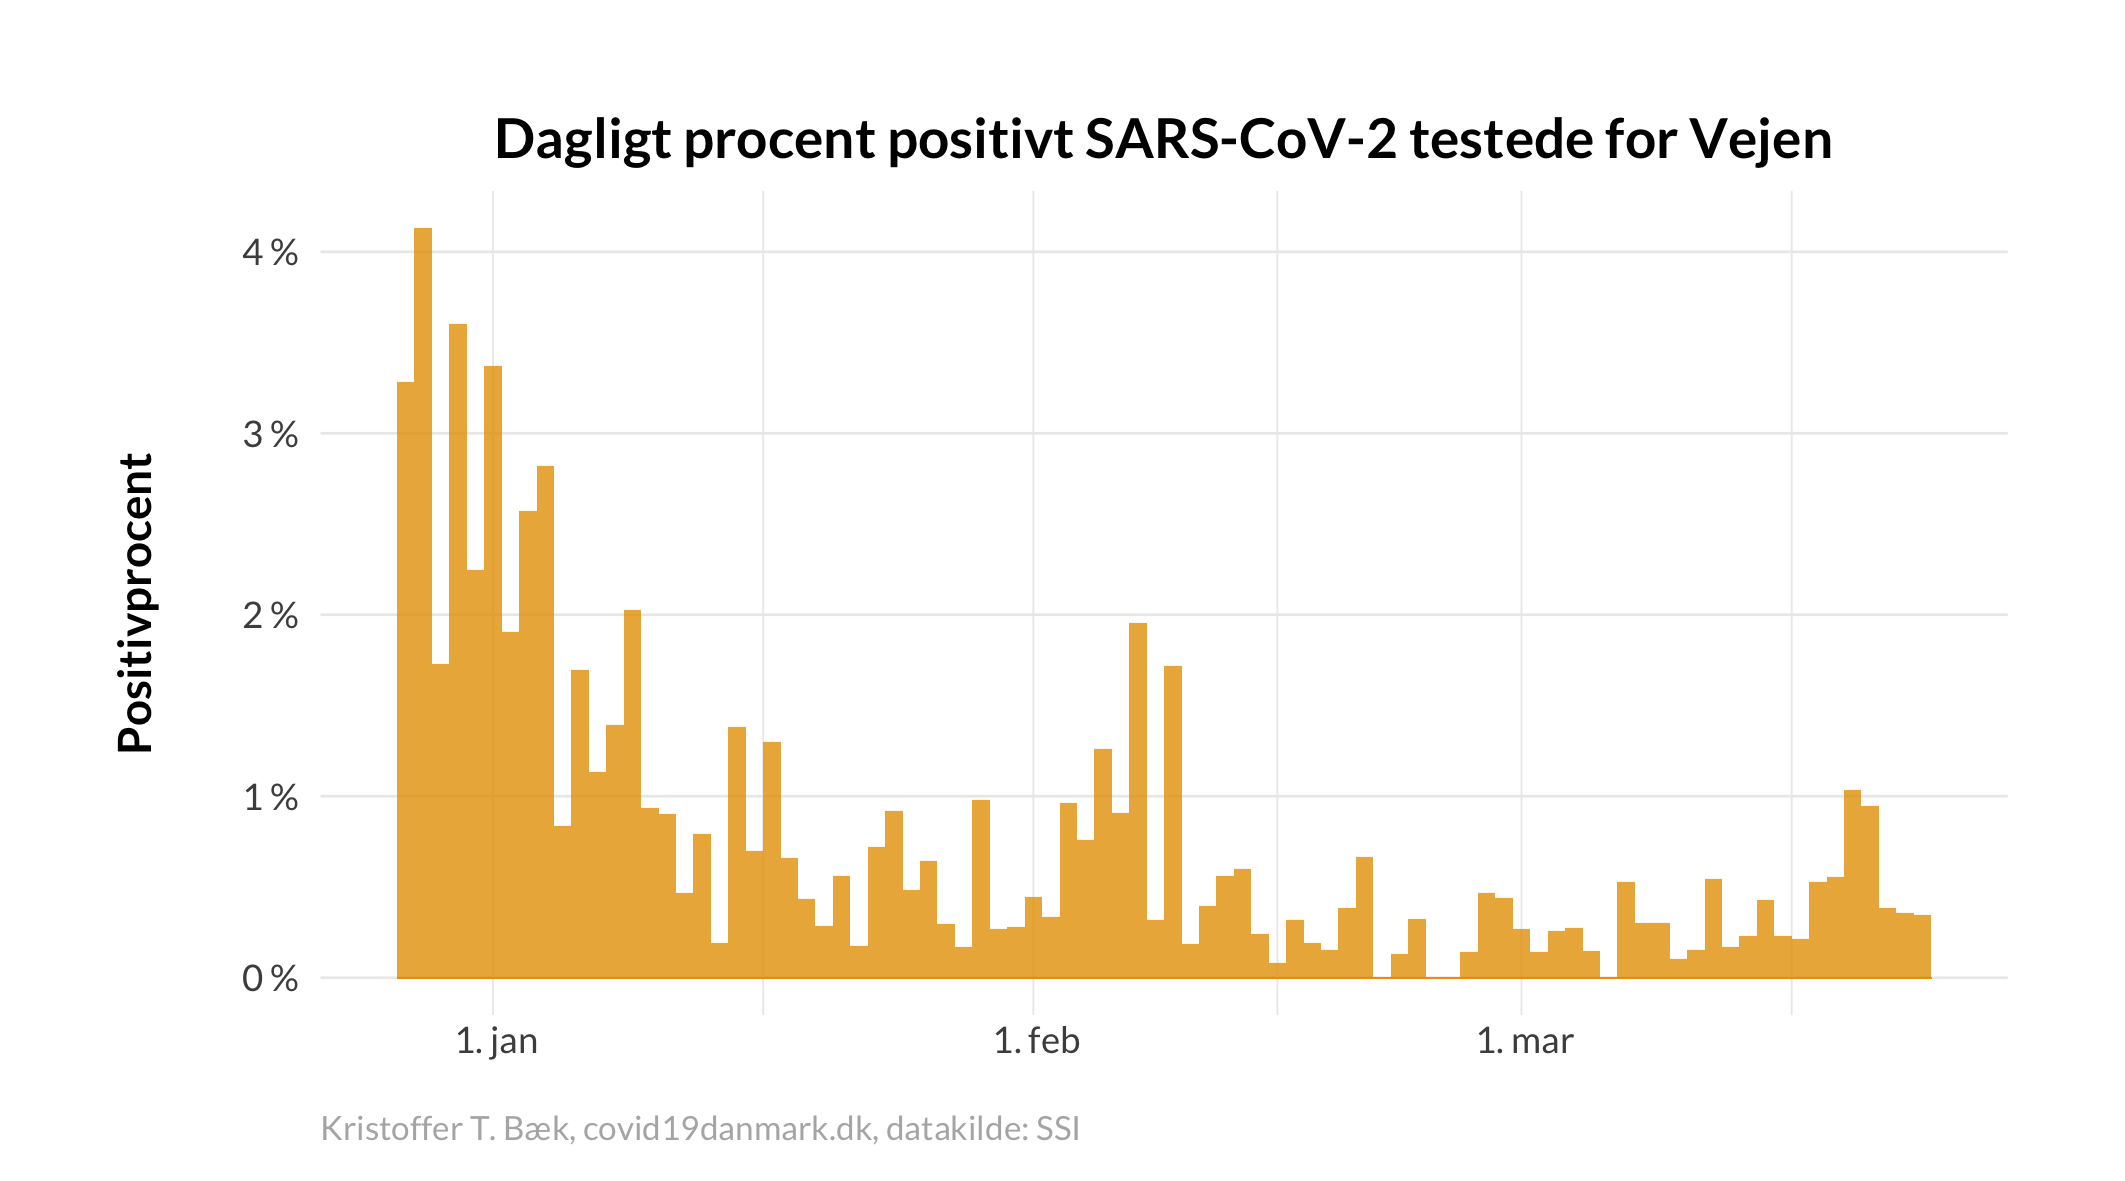 Dagligt procent positivt SARS-CoV-2 testede for Vejen
Positivprocent
4 %
3 %
2 %
1 %
0 %
1. jan
1. feb
1. mar
Kristoffer T. Bæk, covid19danmark.dk, datakilde: SSI